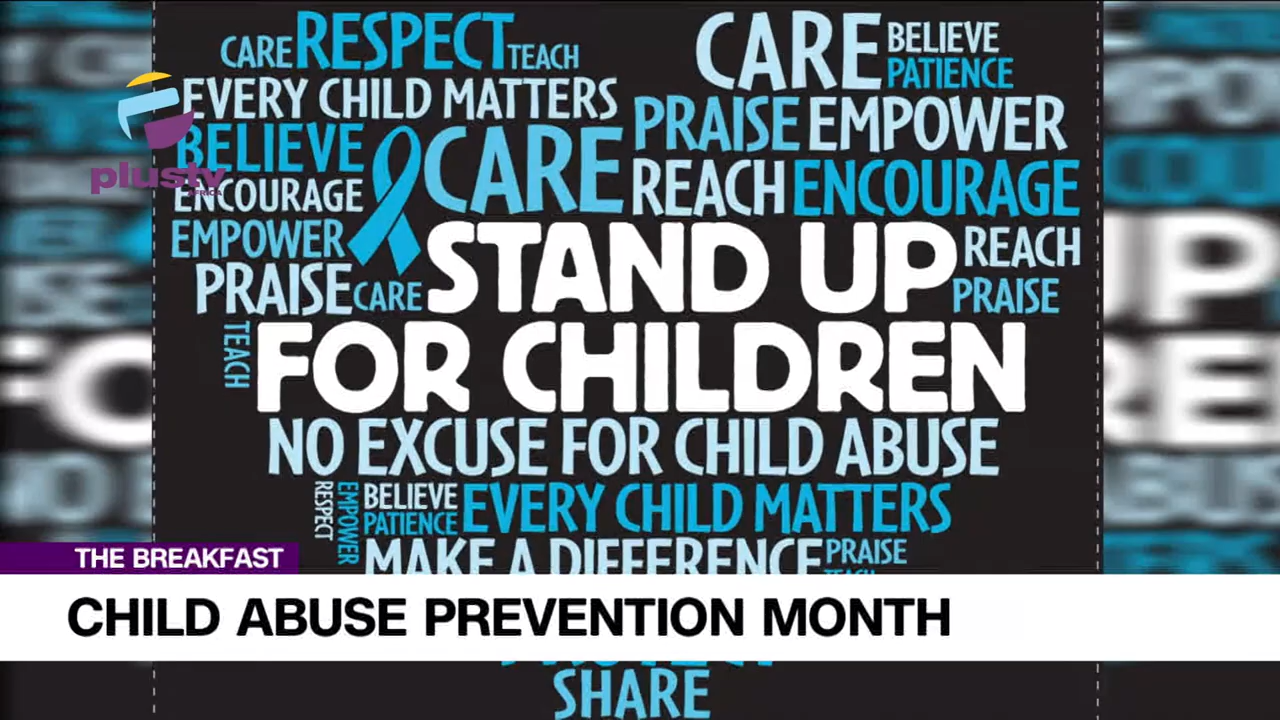 CARE RESPECT TEACH
CARE BELIEVE
PATIENCE
EVERY CHILD MATTERS
PRAISE EMPOWER
BELIEVE
CARE
REACH ENCOURAGE
ENCOURAGE
EMPOWER
STAND UP
REACH
PRAISE CARE
PRAISE
TEACH
FOR CHILDREN
NO EXCUSE FOR CHILD ABUSE
RESPECT
EMPOWER
BELIEVE
PATIENCE
EVERY CHILD MATTERS
MAKE A DIFFERENCE PRAISE
plustv
AFRICA
THE BREAKFAST
CHILD ABUSE PREVENTION MONTH
SHARE